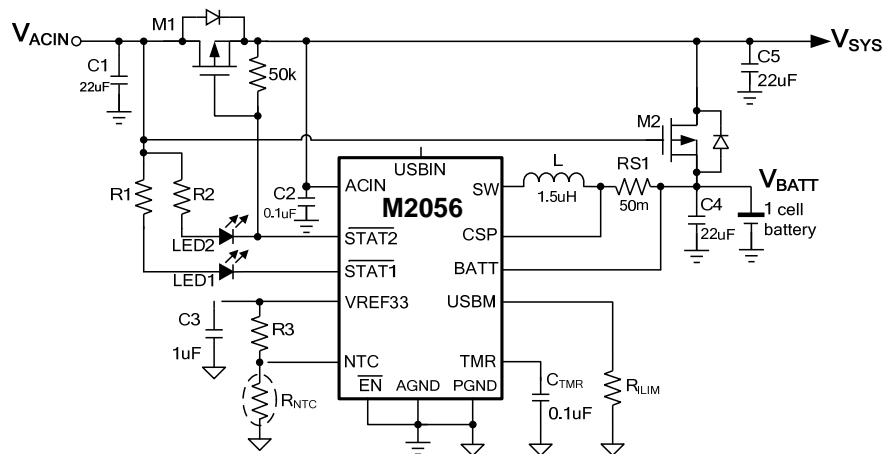 M1
VACIN
VSYS
C1
22uF
50k
C5
22uF
M2
R1
R2
USBIN
L
1.5uH
RS1
50m
VBATT
C2
0.1uF
ACIN
SW
M2056
C4
22uF
1 cell
battery
LED2
STAT2
CSP
LED1
STAT1
BATT
VREF33
USBM
C3
1uF
R3
NTC
TMR
RNTC
EN
AGND
PGND
CTMR
0.1uF
RILIM